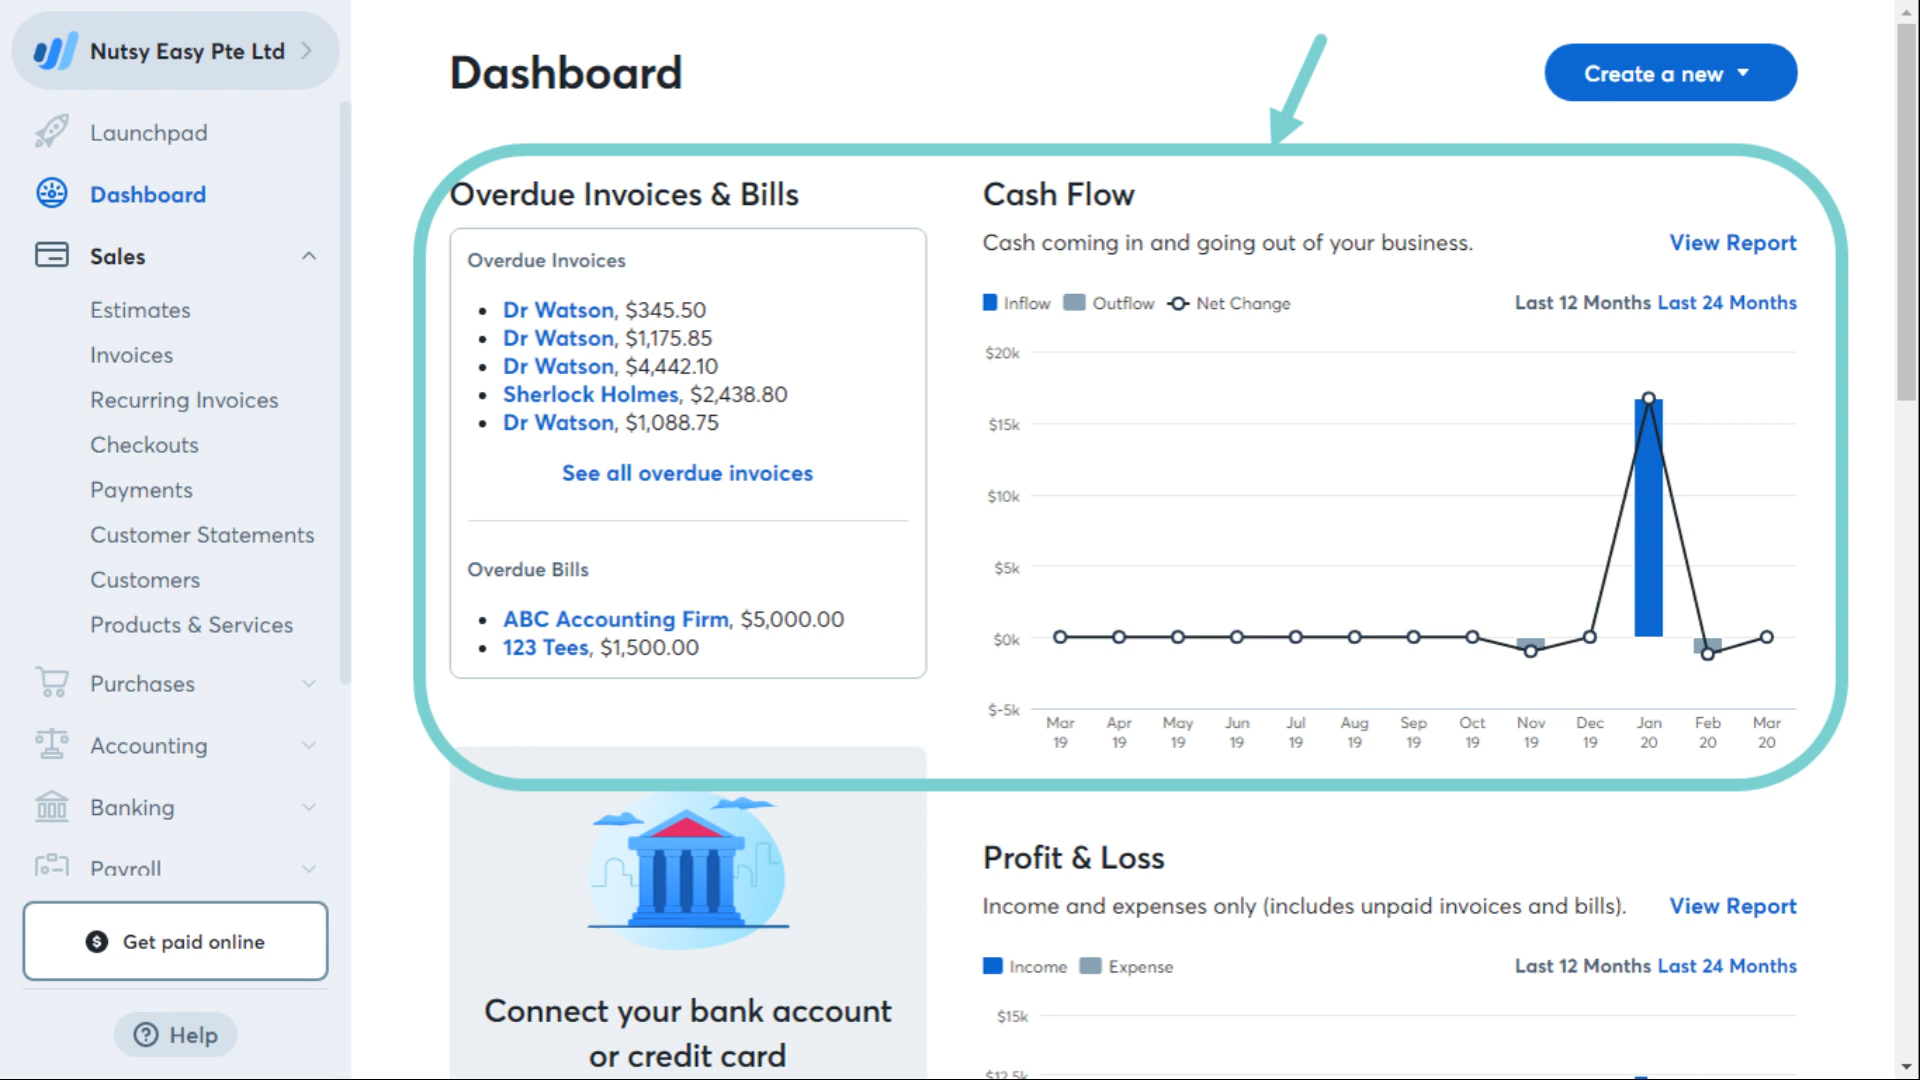 Nutsy Easy Pte Ltd
Launchpad
Dashboard
Sales
Estimates
Invoices
Recurring Invoices
Checkouts
Payments
Customer Statements
Customers
Products & Services
Purchases
Accounting
Banking
Payroll
Get paid online
Help
Dashboard
Create a new
Overdue Invoices & Bills
Overdue Invoices
Dr Watson, $345.50
Dr Watson, $1,175.85
Dr Watson, $4,442.10
Sherlock Holmes, $2,438.80
Dr Watson, $1,088.75
See all overdue invoices
Overdue Bills
ABC Accounting Firm, $5,000.00
123 Tees, $1,500.00
Connect your bank account
or credit card
Cash Flow
Cash coming in and going out of your business. View Report
Inflow Outflow Net Change Last 12 Months Last 24 Months
$20k
$15k
$10k
$5k
$0k
$-5k
Mar Apr May Jun Jul Aug Sep Oct Nov Dec Jan Feb Mar
19 19 19 19 19 19 19 19 19 19 20 20 20
Profit & Loss
Income and expenses only (includes unpaid invoices and bills). View Report
Income Expense Last 12 Months Last 24 Months
$15k
$12.5k